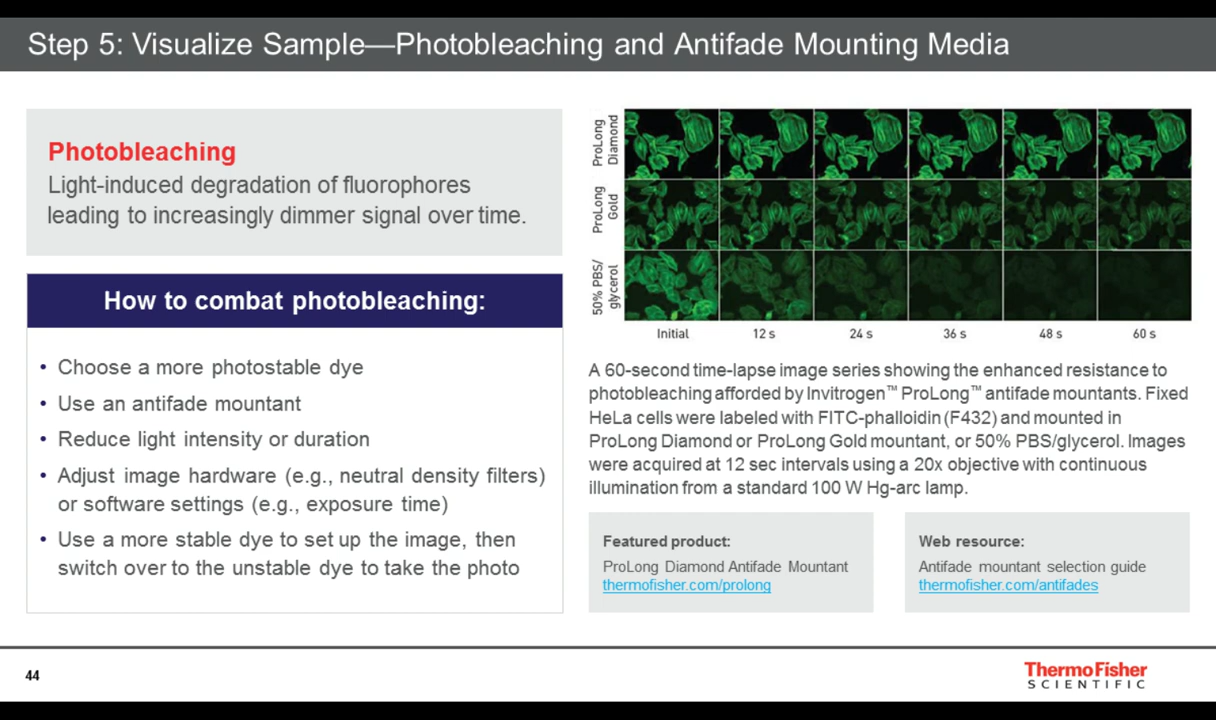 Step 5: Visualize Sample—Photobleaching and Antifade Mounting Media
Photobleaching
Light-induced degradation of fluorophores
leading to increasingly dimmer signal over time.
How to combat photobleaching:
• Choose a more photostable dye
• Use an antifade mountant
• Reduce light intensity or duration
• Adjust image hardware (e.g., neutral density filters)
or software settings (e.g., exposure time)
• Use a more stable dye to set up the image, then
switch over to the unstable dye to take the photo
ProLong
Diamond
ProLong
Gold
50% PBS/
glycerol
Initial 12 s 24 s 36 s 48 s 60 s
A 60-second time-lapse image series showing the enhanced resistance to
photobleaching afforded by Invitrogen™ ProLong™ antifade mountants. Fixed
HeLa cells were labeled with FITC-phalloidin (F432) and mounted in
ProLong Diamond or ProLong Gold mountant, or 50% PBS/glycerol. Images
were acquired at 12 sec intervals using a 20x objective with continuous
illumination from a standard 100 W Hg-arc lamp.
Featured product:
ProLong Diamond Antifade Mountant
thermofisher.com/prolong
Web resource:
Antifade mountant selection guide
thermofisher.com/antifades
44
ThermoFisher
SCIENTIFIC